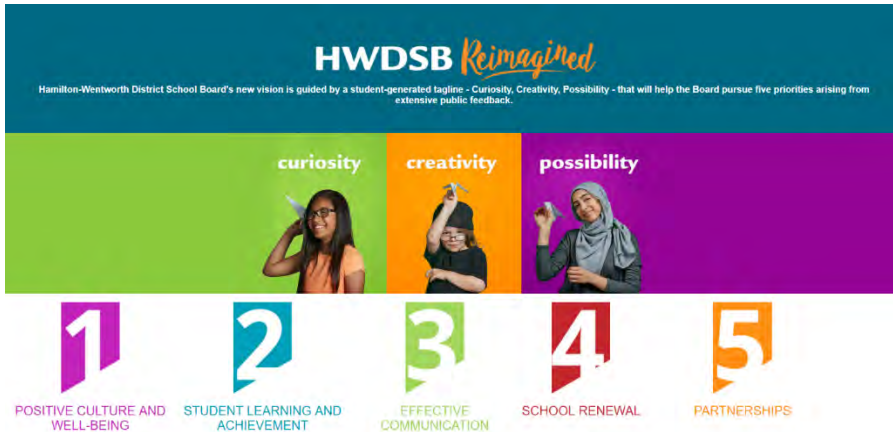 HWDSB Reimagined
Hamilton-Wentworth District School Board's new vision is guided by a student-generated tagline - Curiosity, Creativity, Possibility - that will help the Board pursue five priorities arising from
extensive public feedback.
curiosity creativity possibility
1 2 3 4 5
POSITIVE CULTURE AND
WELL-BEING
STUDENT LEARNING AND
ACHIEVEMENT
EFFECTIVE
COMMUNICATION
SCHOOL RENEWAL
PARTNERSHIPS